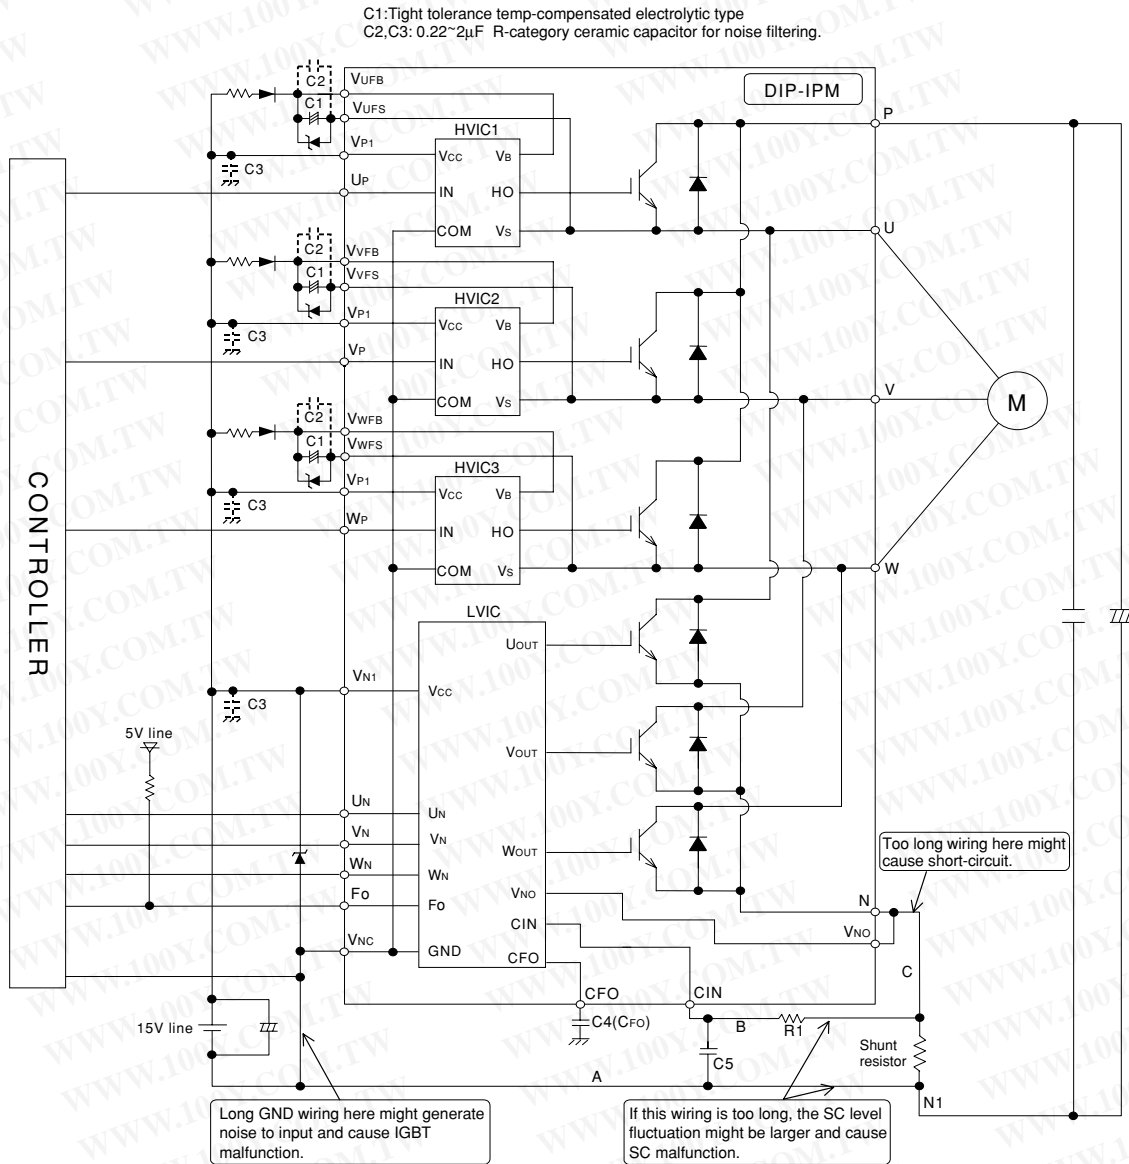 C1:Tight tolerance temp-compensated electrolytic type
C2,C3: 0.22~2μF R-category ceramic capacitor for noise filtering.
DIP-IPM
C2
VUFB
C1
VUFS
VP1
C3
UP
HVIC1
VCC
VB
IN
HO
COM
VS
P
U
C2
VVFB
C1
VVFS
VP1
C3
VP
HVIC2
VCC
VB
IN
HO
COM
VS
V
M
C2
VWFB
C1
VWFS
VP1
C3
WP
HVIC3
VCC
VB
IN
HO
COM
VS
W
CONTROLLER
LVIC
UOUT
VN1
VCC
C3
5V line
VOUT
UN
UN
VN
VN
WN
WN
WOUT
Fo
Fo
VNO
CIN
VNC
GND
CFO
Too long wiring here might
cause short-circuit.
N
VNO
C
CFO
CIN
C4(CFO)
B
R1
15V line
C5
Shunt
resistor
A
N1
Long GND wiring here might generate
noise to input and cause IGBT
malfunction.
If this wiring is too long, the SC level
fluctuation might be larger and cause
SC malfunction.
WWW.100Y.COM.TW